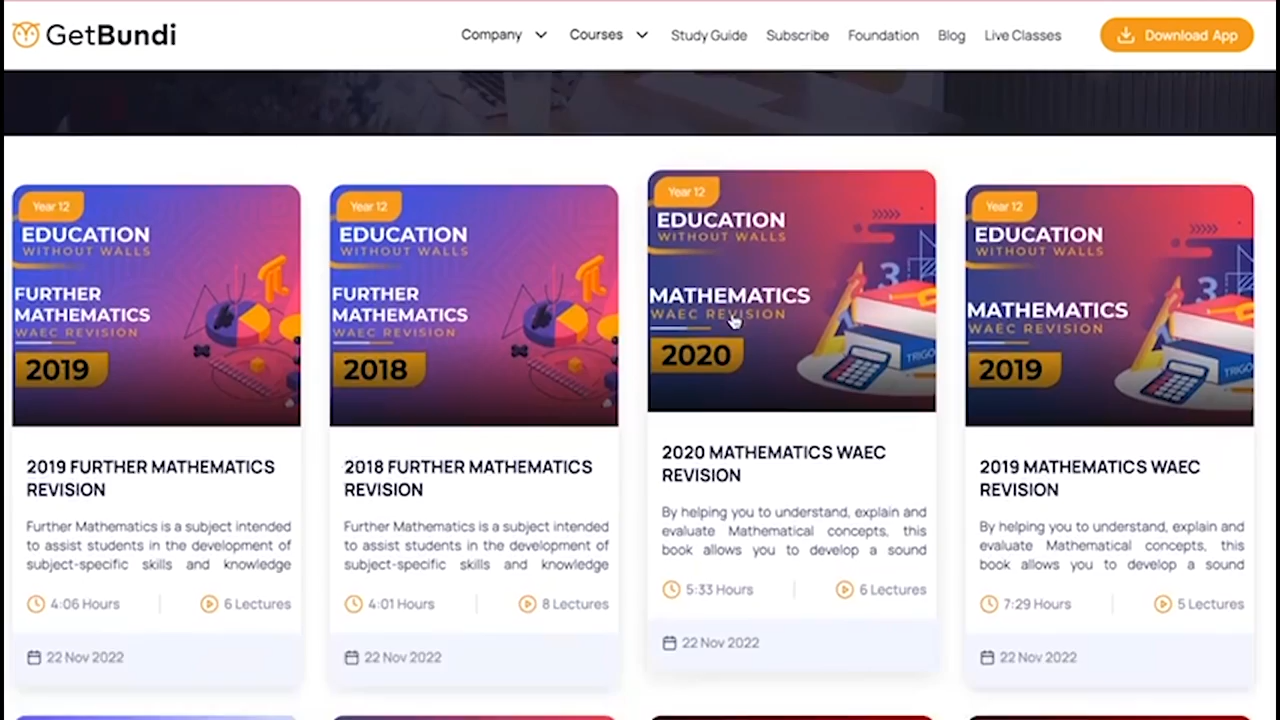 GetBundi
Company Courses Study Guide Subscribe Foundation Blog Live Classes Download App
Year 12
EDUCATION
WITHOUT WALLS
FURTHER
MATHEMATICS
WAEC REVISION
2019
2019 FURTHER MATHEMATICS
REVISION
Further Mathematics is a subject intended
to assist students in the development of
subject-specific skills and knowledge
4:06 Hours
6 Lectures
22 Nov 2022
Year 12
EDUCATION
WITHOUT WALLS
FURTHER
MATHEMATICS
WAEC REVISION
2018
2018 FURTHER MATHEMATICS
REVISION
Further Mathematics is a subject intended
to assist students in the development of
subject-specific skills and knowledge
4:01 Hours
8 Lectures
22 Nov 2022
Year 12
EDUCATION
WITHOUT WALLS
3
MATHEMATICS
WAEC REVISION
2020
TRIGO
2020 MATHEMATICS WAEC
REVISION
By helping you to understand, explain and
evaluate Mathematical concepts, this
book allows you to develop a sound
5:33 Hours
6 Lectures
22 Nov 2022
Year 12
EDUCATION
WITHOUT WALLS
3
MATHEMATICS
WAEC REVISION
2019
TRIGO
2019 MATHEMATICS WAEC
REVISION
By helping you to understand, explain and
evaluate Mathematical concepts, this
book allows you to develop a sound
7:29 Hours
5 Lectures
22 Nov 2022